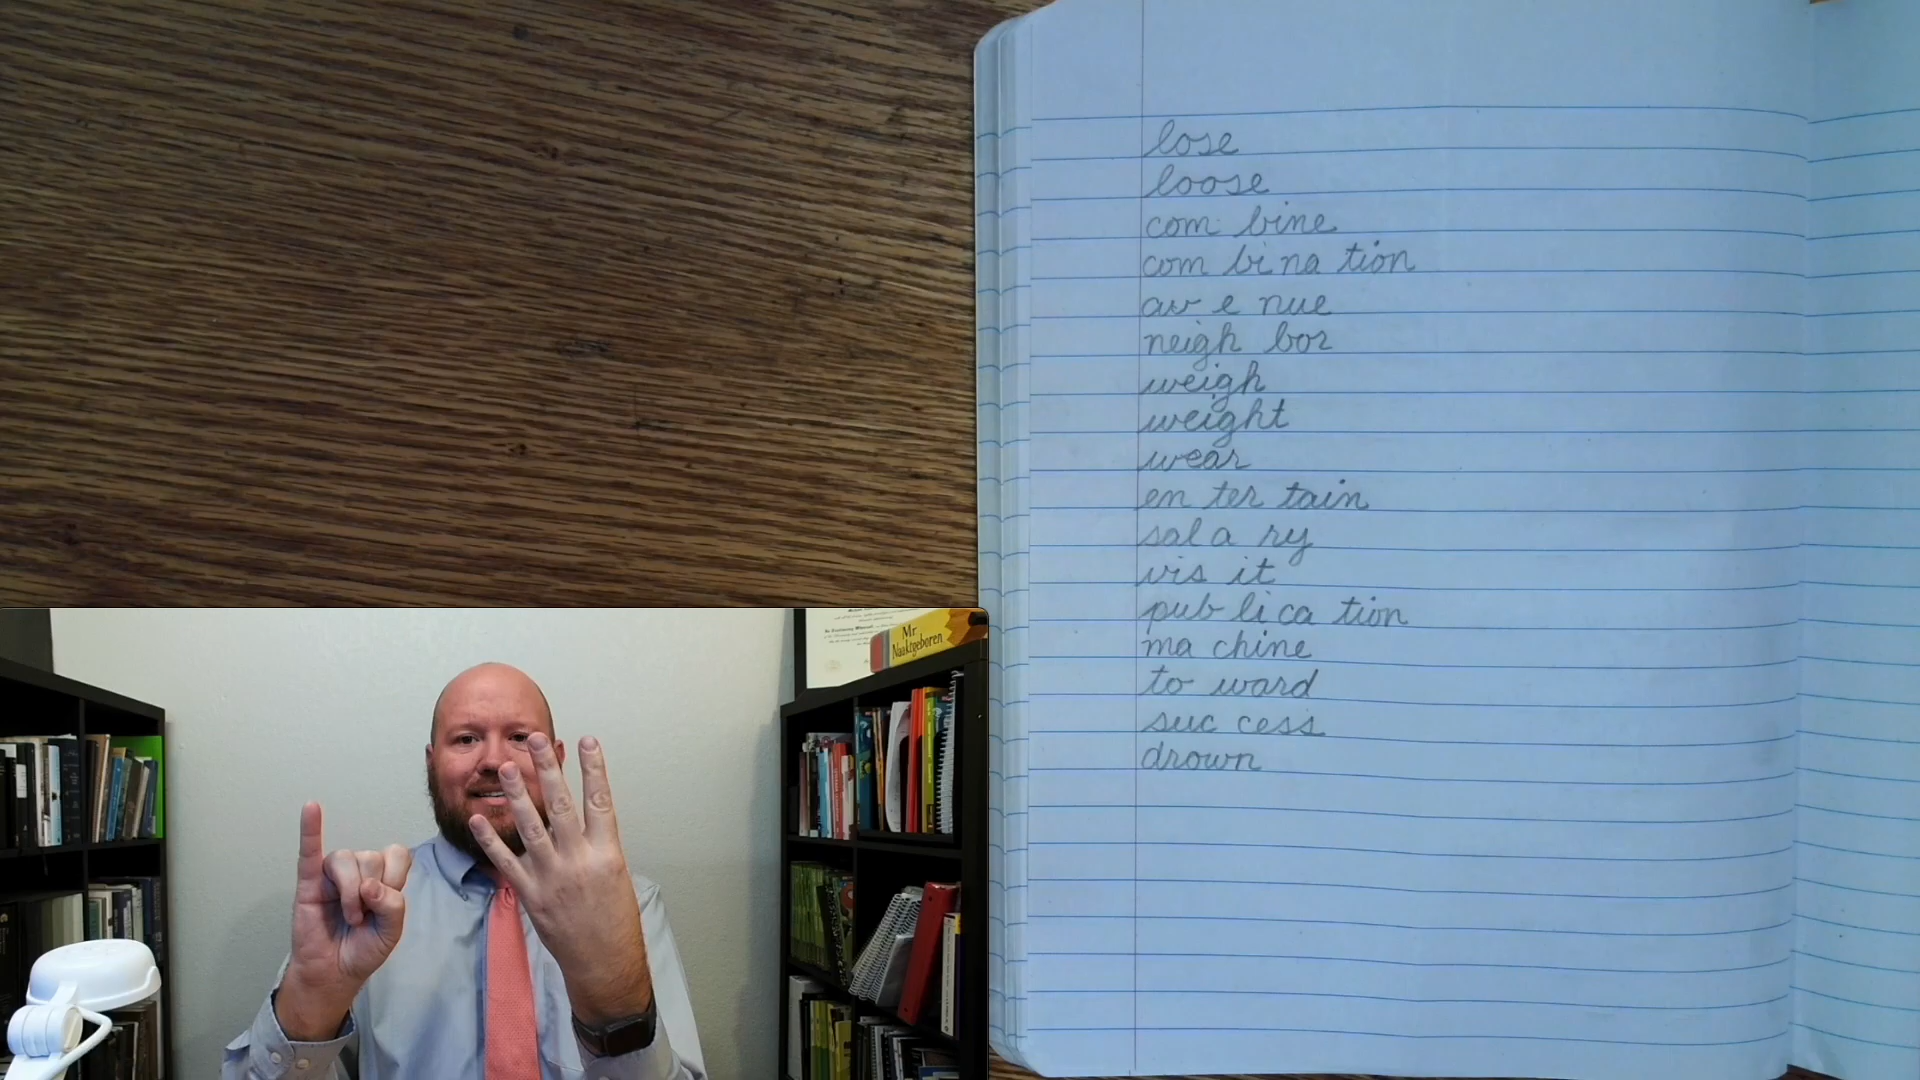 lose
loose
com bine
com bi na tion
av e nue
neigh bor
weigh
weight
wear
en ter tain
sal a ry
vis it
pub li ca tion
ma chine
to ward
suc cess
drown
Mr
Naaktgeboren